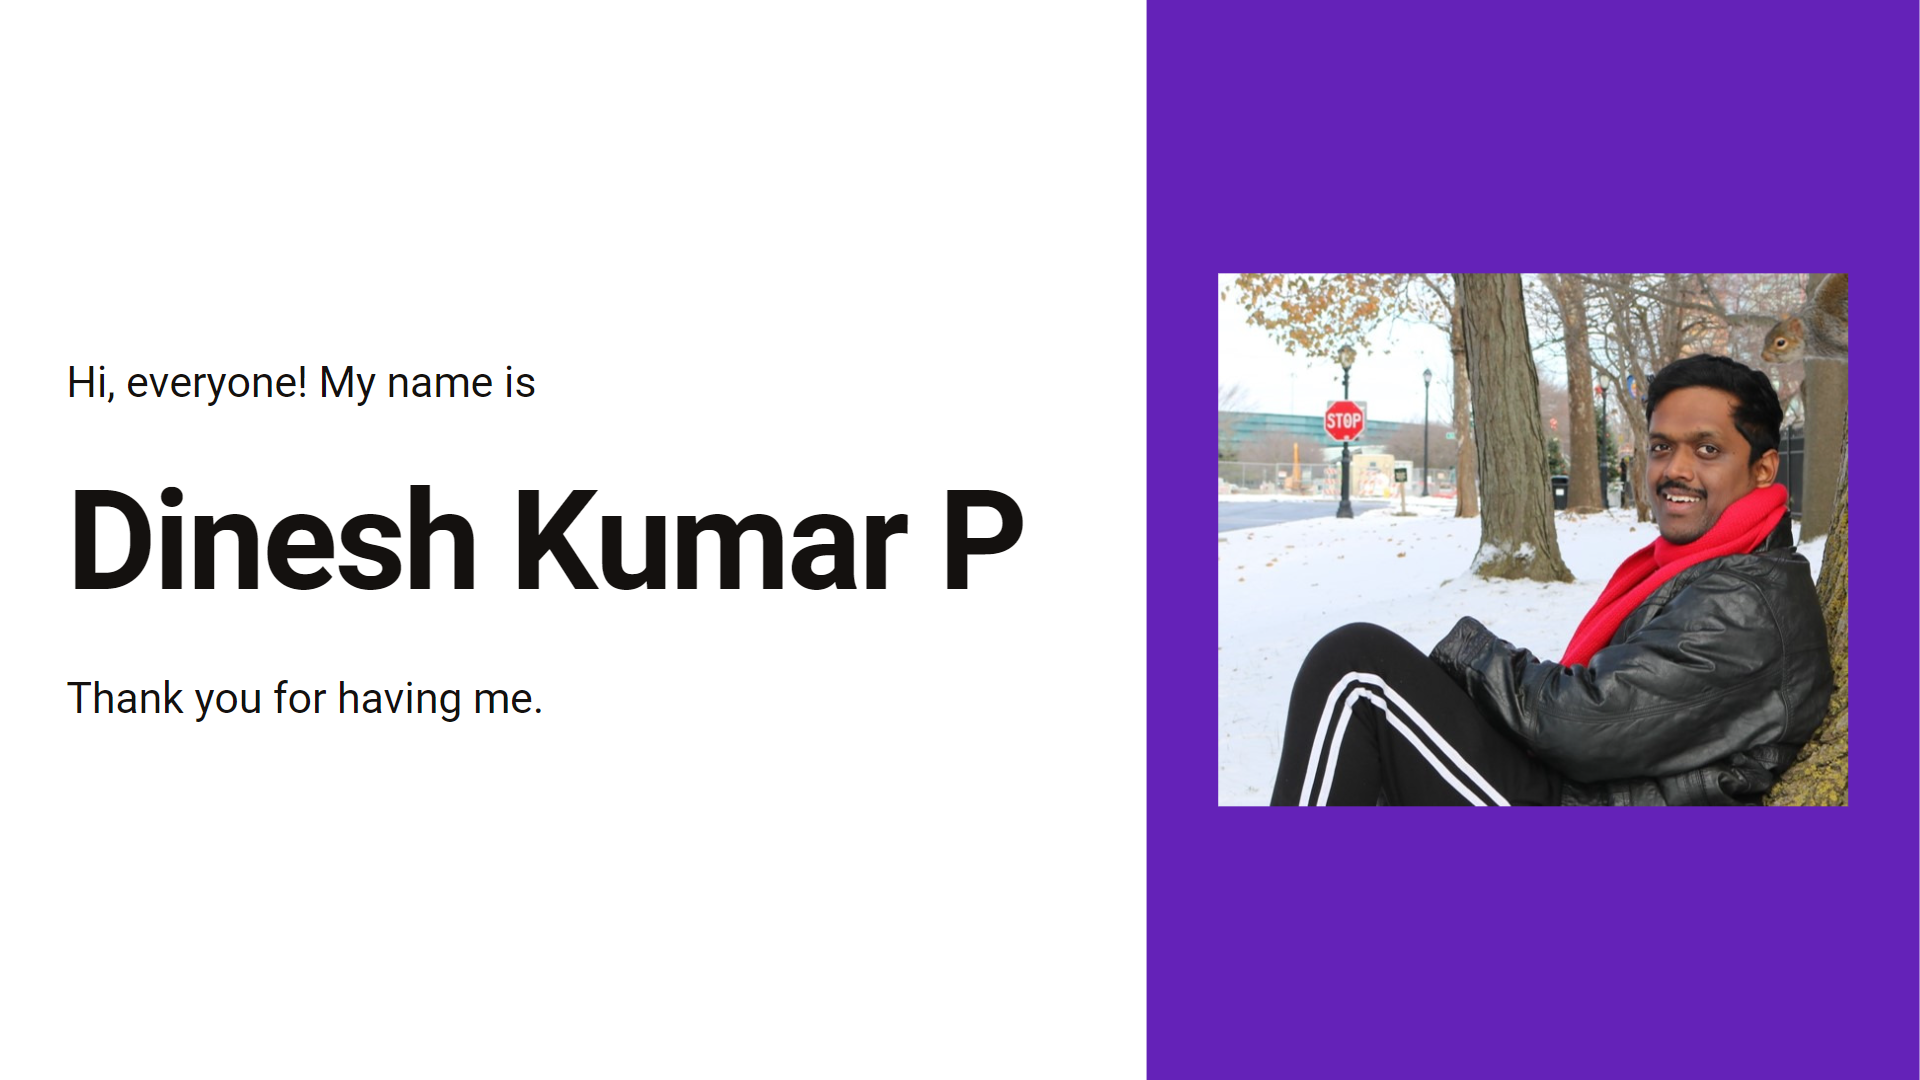 Hi, everyone! My name is
Dinesh Kumar P
Thank you for having me.
STOP